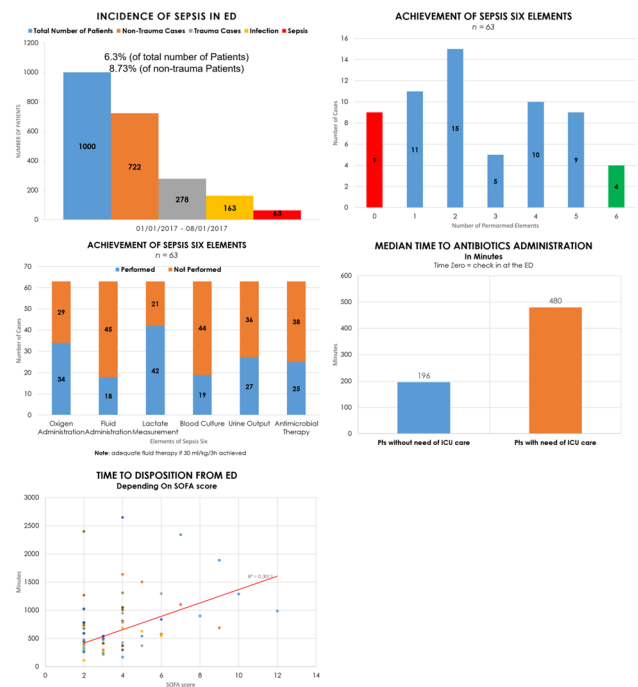 INCIDENCE OF SEPSIS IN ED
Total Number of Patients Non-Trauma Cases Trauma Cases Infection Sepsis
6.3% (of total number of Patients)
8.73% (of non-trauma Patients)
NUMBER OF PATIENTS
1200
1000
800
600
400
200
0
1000
722
278
163
63
01/01/2017 - 08/01/2017
ACHIEVEMENT OF SEPSIS SIX ELEMENTS
n = 63
Number of Cases
16
14
12
10
8
6
4
2
0
9
11
15
5
10
9
4
0 1 2 3 4 5 6
Number of Permormed Elements
ACHIEVEMENT OF SEPSIS SIX ELEMENTS
n = 63
Performed Not Performed
Number of Cases
70
60
50
40
30
20
10
0
29 45 21 44 36 38
34 18 42 19 27 25
Oxigen Fluid Lactate Blood Culture Urine Output Antimicrobial
Administration Administration Measurement Therapy
Elements of Sepsis Six
Note: adequate fluid therapy if 30 ml/kg/3h achieved
MEDIAN TIME TO ANTIBIOTICS ADMINISTRATION
In Minutes
Time Zero = check in at the ED
Minutes
600
500
400
300
200
100
0
196
480
Pts without need of ICU care Pts with need of ICU care
TIME TO DISPOSITION FROM ED
Depending On SOFA score
Minutes
3000
2500
2000
1500
1000
500
0
0 2 4 6 8 10 12 14
SOFA score